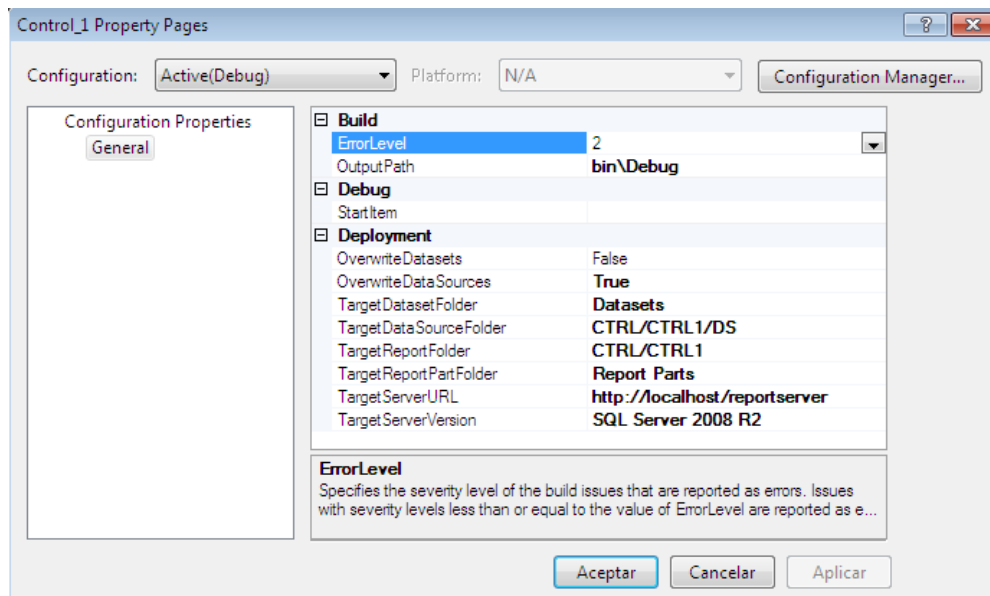 Control_1 Property Pages
Configuration: Active(Debug) Platform: N/A Configuration Manager...
Configuration Properties
General
Build
ErrorLevel 2
OutputPath bin\Debug
Debug
StartItem
Deployment
OverwriteDatasets False
OverwriteDataSources True
TargetDatasetFolder Datasets
TargetDataSourceFolder CTRL/CTRL1/DS
TargetReportFolder CTRL/CTRL1
TargetReportPartFolder Report Parts
TargetServerURL http://localhost/reportserver
TargetServerVersion SQL Server 2008 R2
ErrorLevel
Specifies the severity level of the build issues that are reported as errors. Issues
with severity levels less than or equal to the value of ErrorLevel are reported as e...
Aceptar Cancelar Aplicar